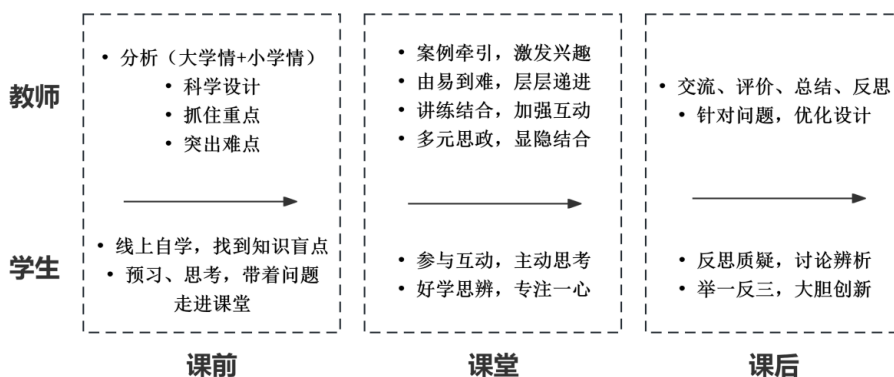 教师
• 分析（大学情+小学情）
• 科学设计
• 抓住重点
• 突出难点
• 案例牵引，激发兴趣
• 由易到难，层层递进
• 讲练结合，加强互动
• 多元思政，显隐结合
• 交流、评价、总结、反思
• 针对问题，优化设计
学生
• 线上自学，找到知识盲点
• 预习、思考，带着问题
走进课堂
• 参与互动，主动思考
• 好学思辨，专注一心
• 反思质疑，讨论辨析
• 举一反三，大胆创新
课前
课堂
课后